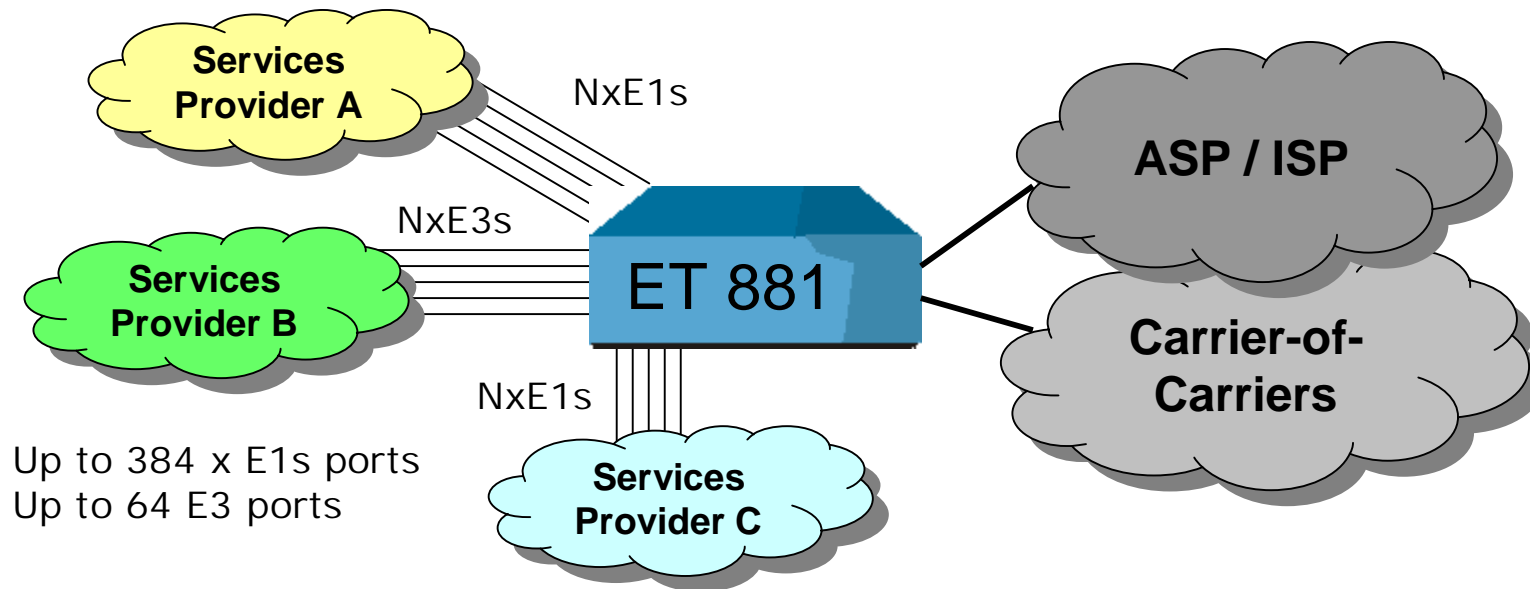 Services
Provider A
NxE1s
ASP / ISP
NxE3s
Services
Provider B
ET 881
Carrier-of-
Carriers
NxE1s
Up to 384 x E1s ports
Up to 64 E3 ports
Services
Provider C